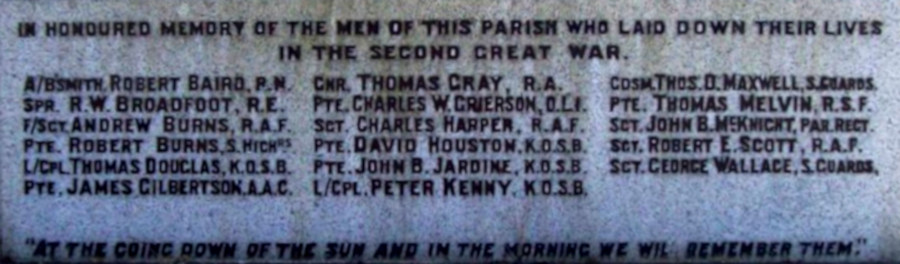 IN HONOURED MEMORY OF THE MEN OF THIS PARISH WHO LAID DOWN THEIR LIVES
IN THE SECOND GREAT WAR.
A/B'SMITH. ROBERT BAIRD, R.N.
SPR. R.W. BROADFOOT, R.E.
F/SGT. ANDREW BURNS, R.A.F.
PTE. ROBERT BURNS, S. HIGHRS
L/CPL. THOMAS DOUGLAS, K.O.S.B.
PTE. JAMES GILBERTSON, A.A.C.
GNR. THOMAS GRAY, R.A.
PTE. CHARLES W. GRIERSON, D.L.I.
SGT. CHARLES HARPER, R.A.F.
PTE. DAVID HOUSTON, K.O.S.B.
PTE. JOHN B. JARDINE, K.O.S.B.
L/CPL. PETER KENNY, K.O.S.B.
CQSM. THOS. D. MAXWELL, S. GUARDS.
PTE. THOMAS MELVIN, R.S.F.
SGT. JOHN B. McKNIGHT, PAR. REGT.
SGT. ROBERT E. SCOTT, R.A.F.
SGT. GEORGE WALLACE, S. GUARDS.
"AT THE GOING DOWN OF THE SUN AND IN THE MORNING WE WILL REMEMBER THEM."